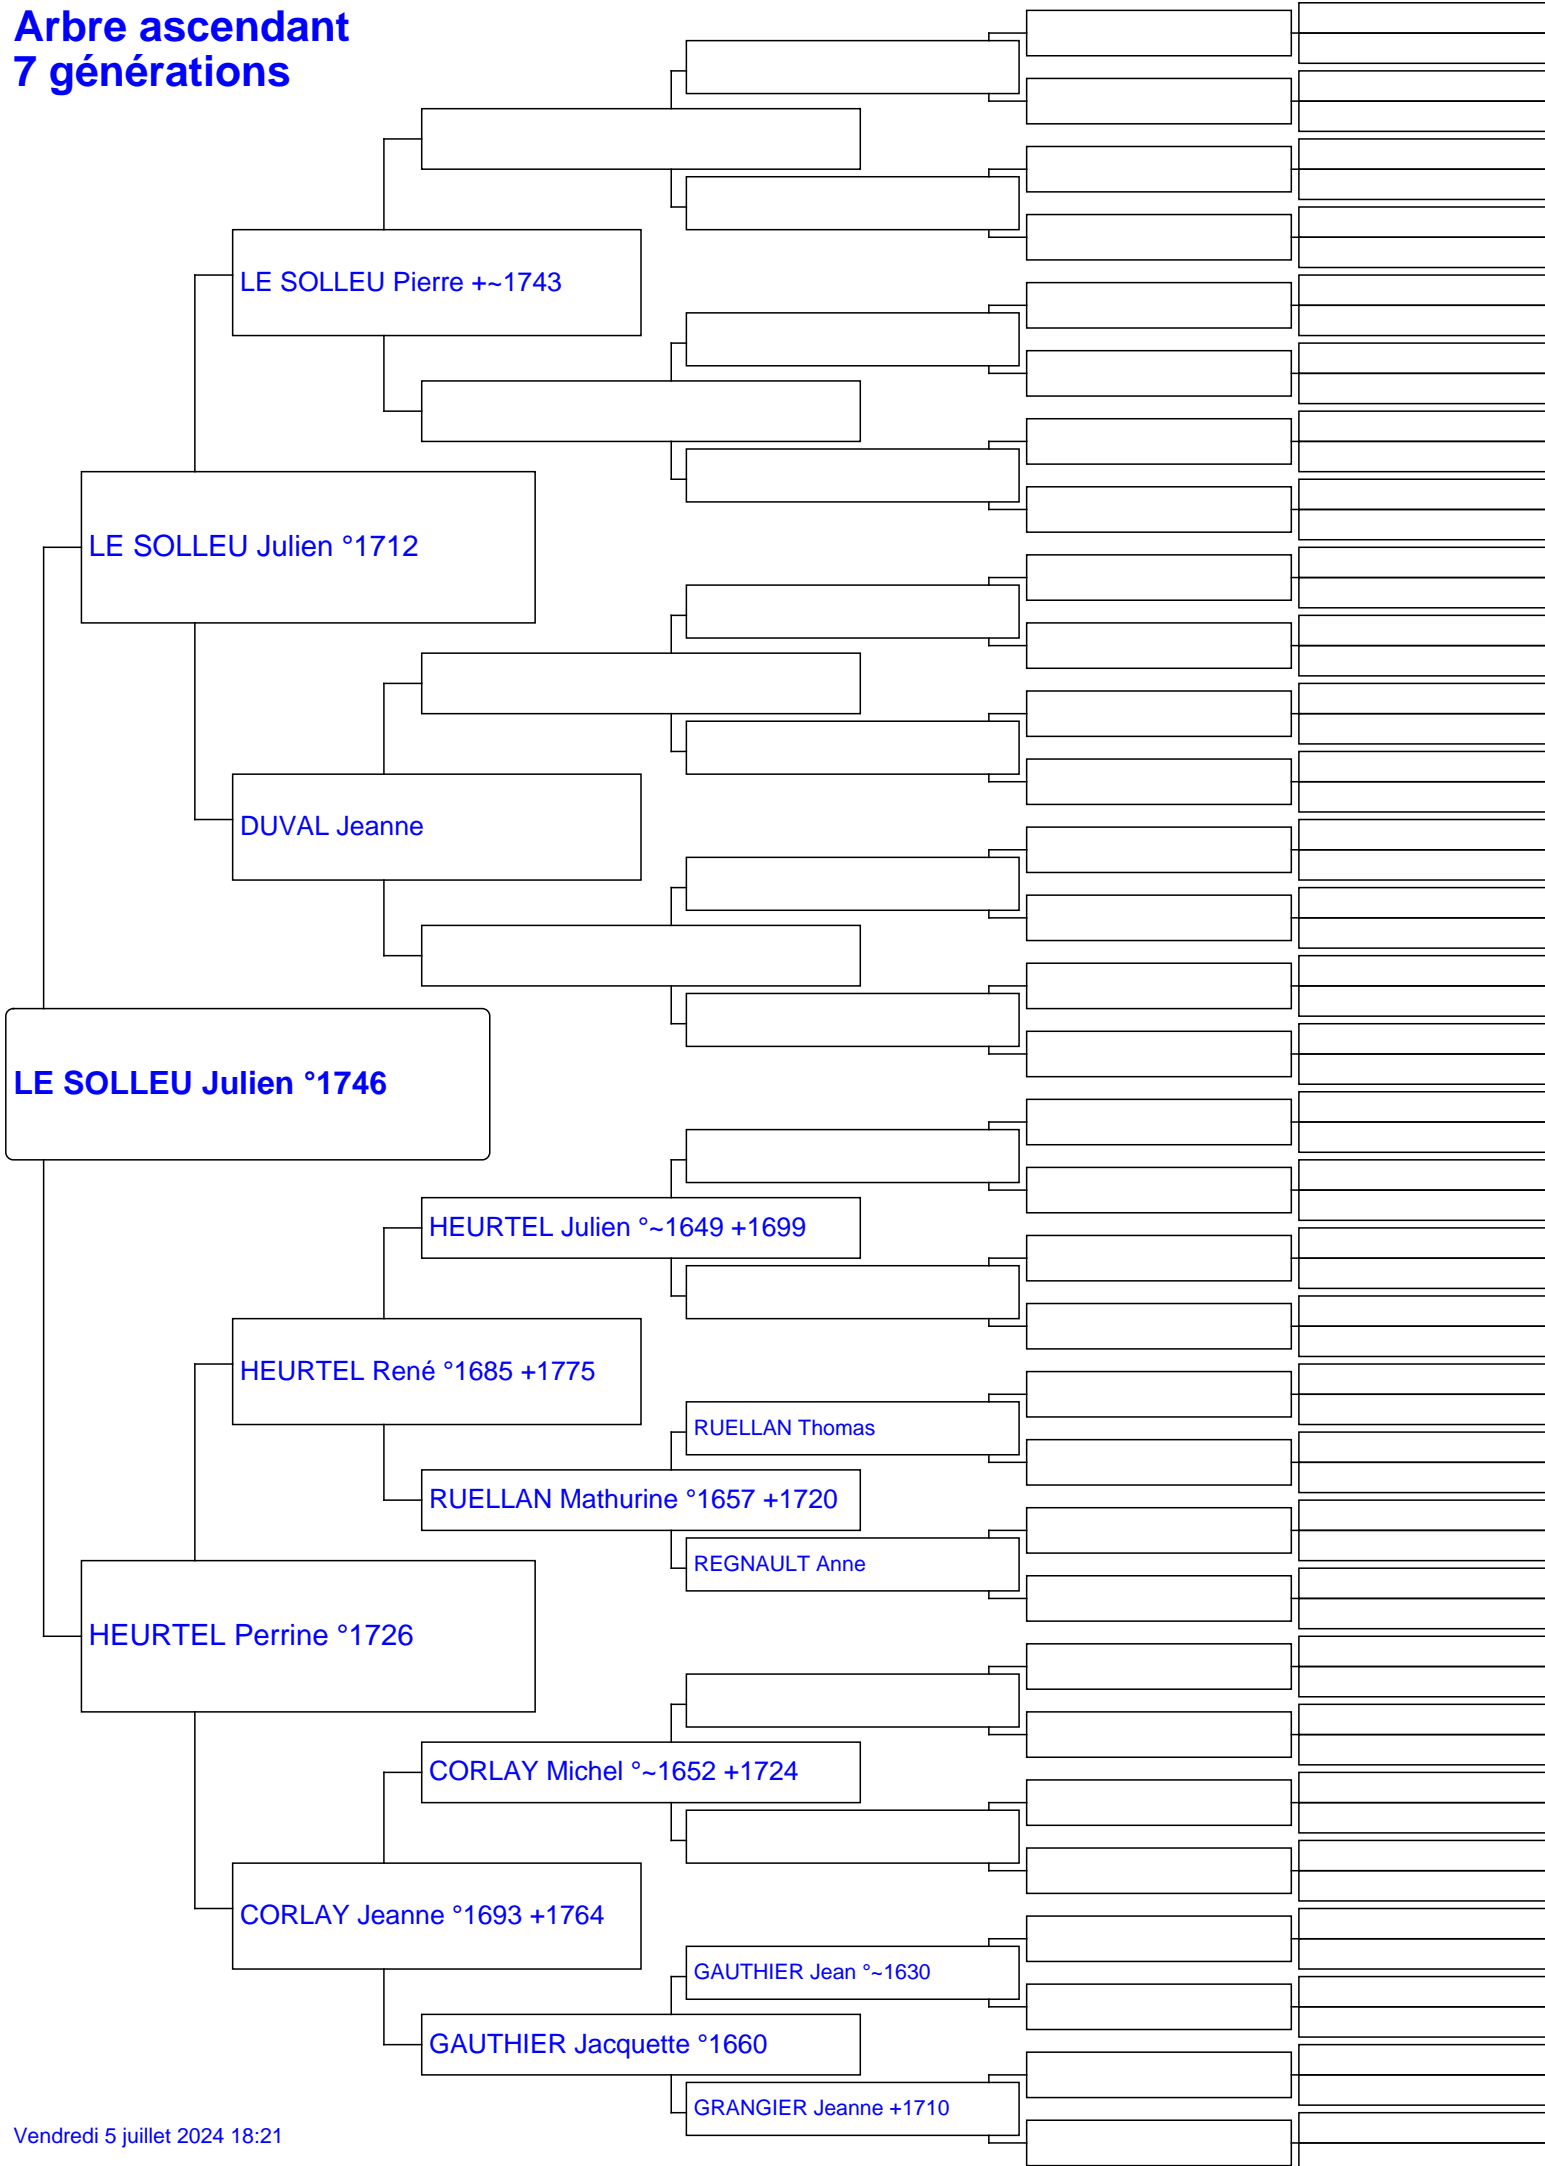 Arbre ascendant
7 générations
LE SOLLEU Pierre +~1743
LE SOLLEU Julien °1712
DUVAL Jeanne
LE SOLLEU Julien °1746
HEURTEL Julien °~1649 +1699
HEURTEL René °1685 +1775
RUELLAN Thomas
RUELLAN Mathurine °1657 +1720
REGNAULT Anne
HEURTEL Perrine °1726
CORLAY Michel °~1652 +1724
CORLAY Jeanne °1693 +1764
GAUTHIER Jean °~1630
GAUTHIER Jacquette °1660
GRANGIER Jeanne +1710
Vendredi 5 juillet 2024 18:21